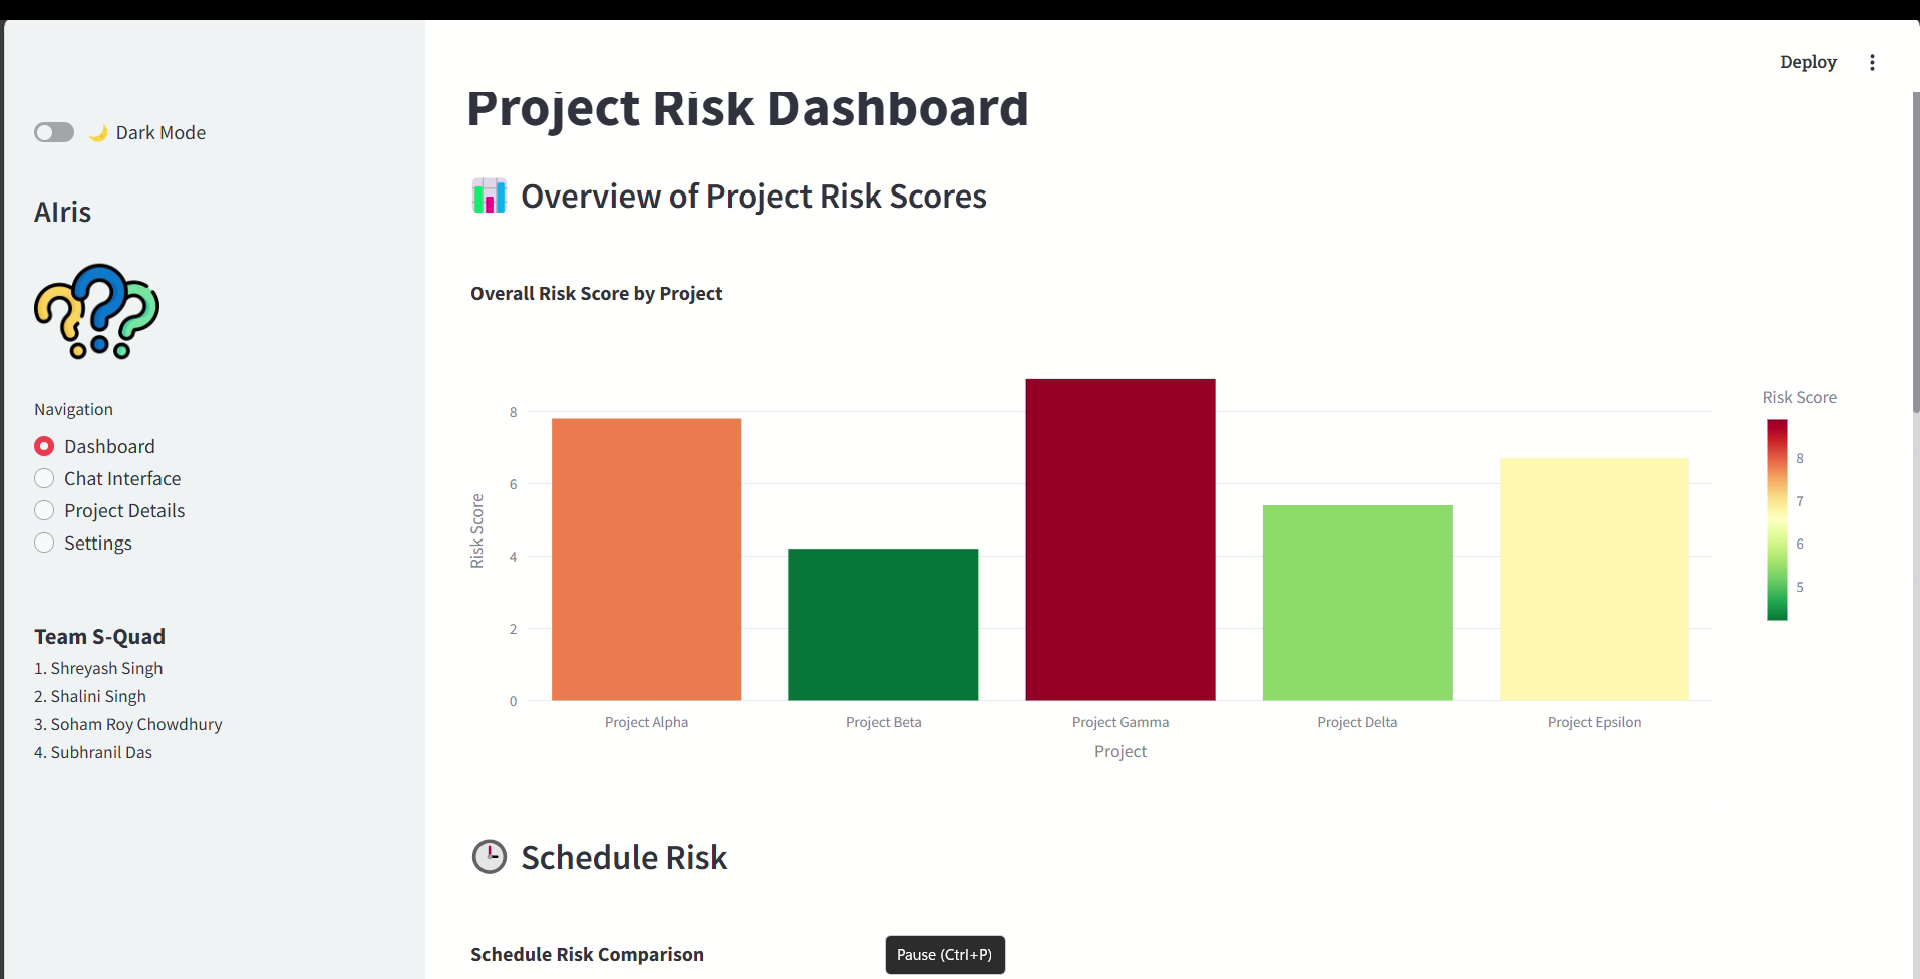 Deploy
Dark Mode
AIris
Navigation
Dashboard
Chat Interface
Project Details
Settings
Team S-Quad
1. Shreyash Singh
2. Shalini Singh
3. Soham Roy Chowdhury
4. Subhranil Das
Project Risk Dashboard
Overview of Project Risk Scores
Overall Risk Score by Project
Risk Score
8
6
4
2
0
Project Alpha
Project Beta
Project Gamma
Project Delta
Project Epsilon
Project
Risk Score
8
7
6
5
Schedule Risk
Schedule Risk Comparison
Pause (Ctrl+P)